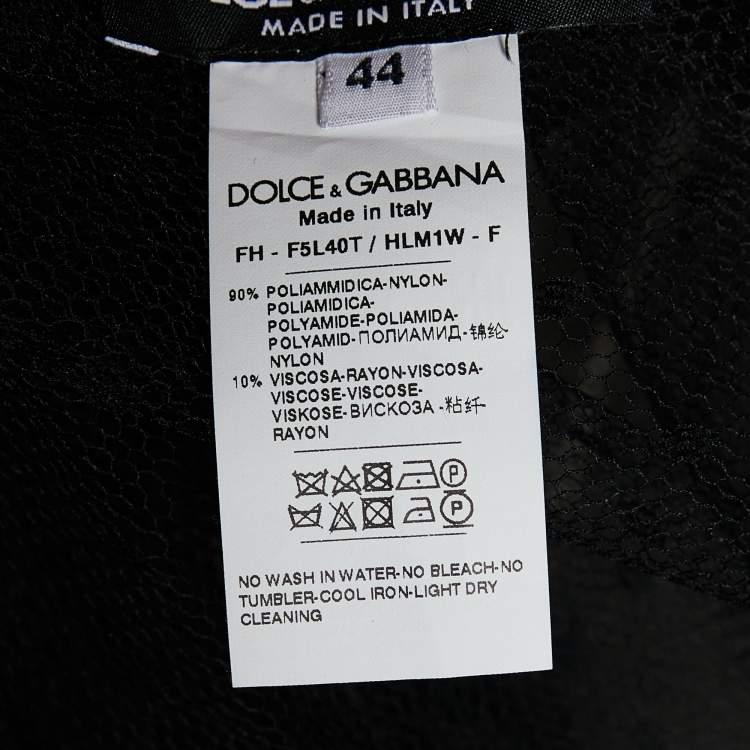 MADE IN ITALY
44
DOLCE & GABBANA
Made in Italy
FH - F5L40T / HLM1W - F
90% POLIAMMIDICA-NYLON-
POLIAMIDICA-
POLYAMIDE-POLIAMIDA-
POLYAMID-ПОЛИАМИД-锦纶
NYLON
10% VISCOSA-RAYON-VISCOSA-
VISCOSE-VISCOSE-
VISKOSE-ВИСКОЗА -粘纤
RAYON
P
P
NO WASH IN WATER-NO BLEACH-NO
TUMBLER-COOL IRON-LIGHT DRY
CLEANING